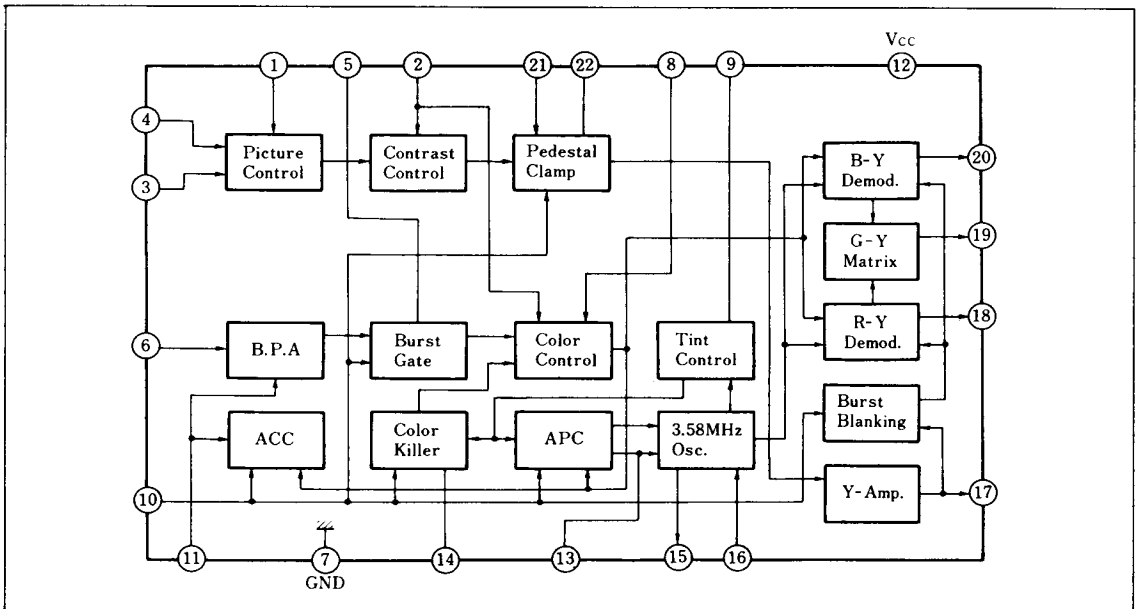 VCC
1
5
2
21
22
8
9
12
4
3
Picture
Control
Contrast
Control
Pedestal
Clamp
B-Y
Demod.
20
G-Y
Matrix
19
6
B.P.A
Burst
Gate
Color
Control
Tint
Control
R-Y
Demod.
18
ACC
Color
Killer
APC
3.58MHz
Osc.
Burst
Blanking
10
Y-Amp.
17
11
7
14
13
15
16
GND